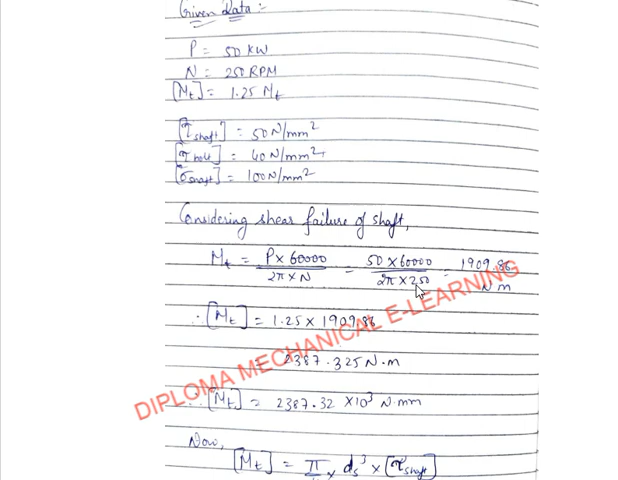 Given data :-
P = 50 KW
N = 250 RPM
[Mt] = 1.25 Mt
[τshaft] = 50 N/mm²
[τbolt] = 40 N/mm²
[σshaft] = 100 N/mm²
Considering shear failure of shaft,
Mt = P × 60000 / 2π × N = 50 × 60000 / 2π × 250 = 1909.86 N m
∴ [Mt] = 1.25 × 1909.86
= 2387.325 N·m
∴ [Mt] = 2387.32 × 10³ N·mm
Now,
[Mt] = π × ds³ × [τshaft]
DIPLOMA MECHANICAL E-LEARNING